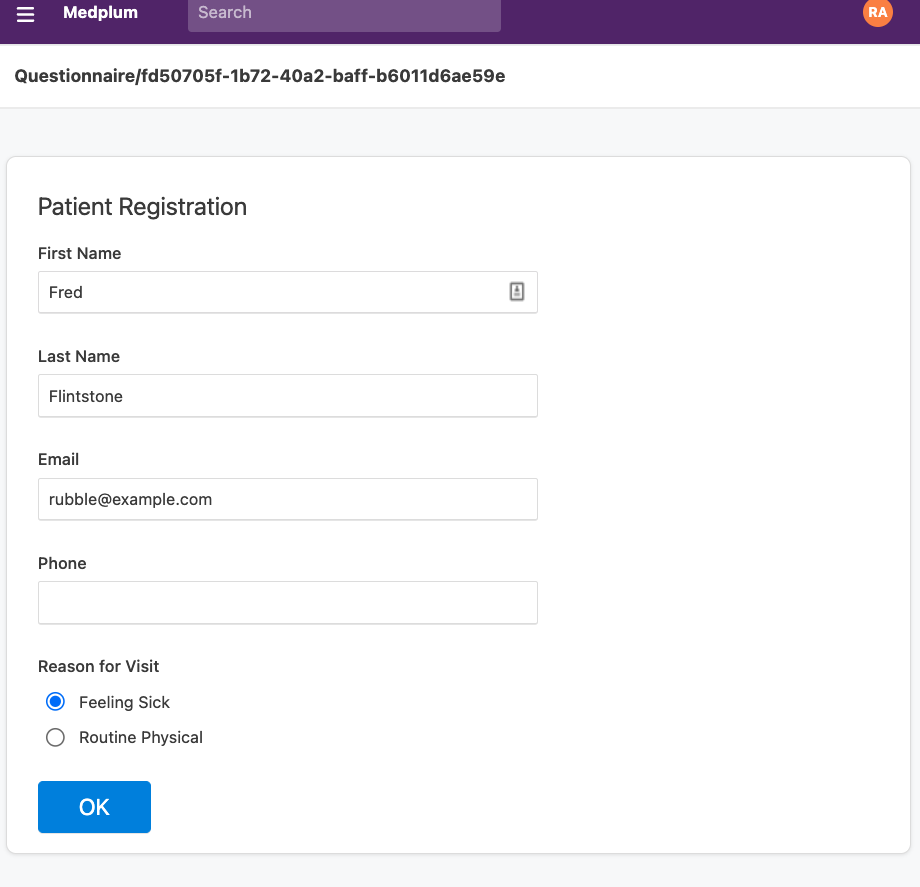 Medplum Search RA
Questionnaire/fd50705f-1b72-40a2-baff-b6011d6ae59e
Patient Registration
First Name
Fred
Last Name
Flintstone
Email
rubble@example.com
Phone
Reason for Visit
Feeling Sick
Routine Physical
OK